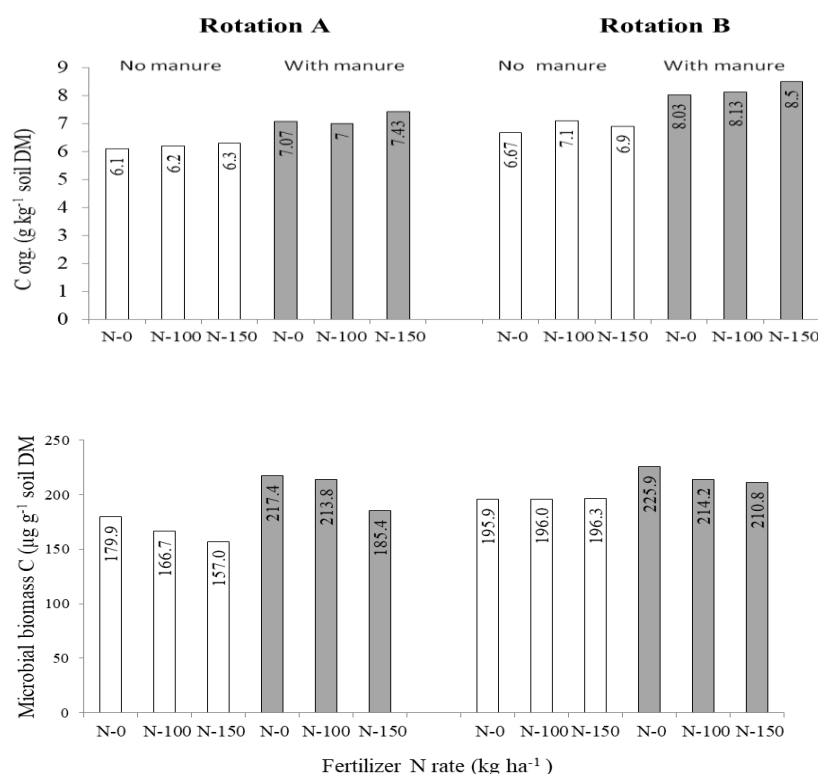 Rotation A Rotation B
No manure With manure No manure With manure
C org. (g kg⁻¹ soil DM)
9
8
7
6
5
4
3
2
1
0
6.1 6.2 6.3 7.07 7 7.43 6.67 7.1 6.9 8.03 8.13 8.5
N-0 N-100 N-150 N-0 N-100 N-150 N-0 N-100 N-150 N-0 N-100 N-150
Microbial biomass C (µg g⁻¹ soil DM
250
200
150
100
50
0
179.9 166.7 157.0 217.4 213.8 185.4 195.9 196.0 196.3 225.9 214.2 210.8
N-0 N-100 N-150 N-0 N-100 N-150 N-0 N-100 N-150 N-0 N-100 N-150
Fertilizer N rate (kg ha⁻¹ )